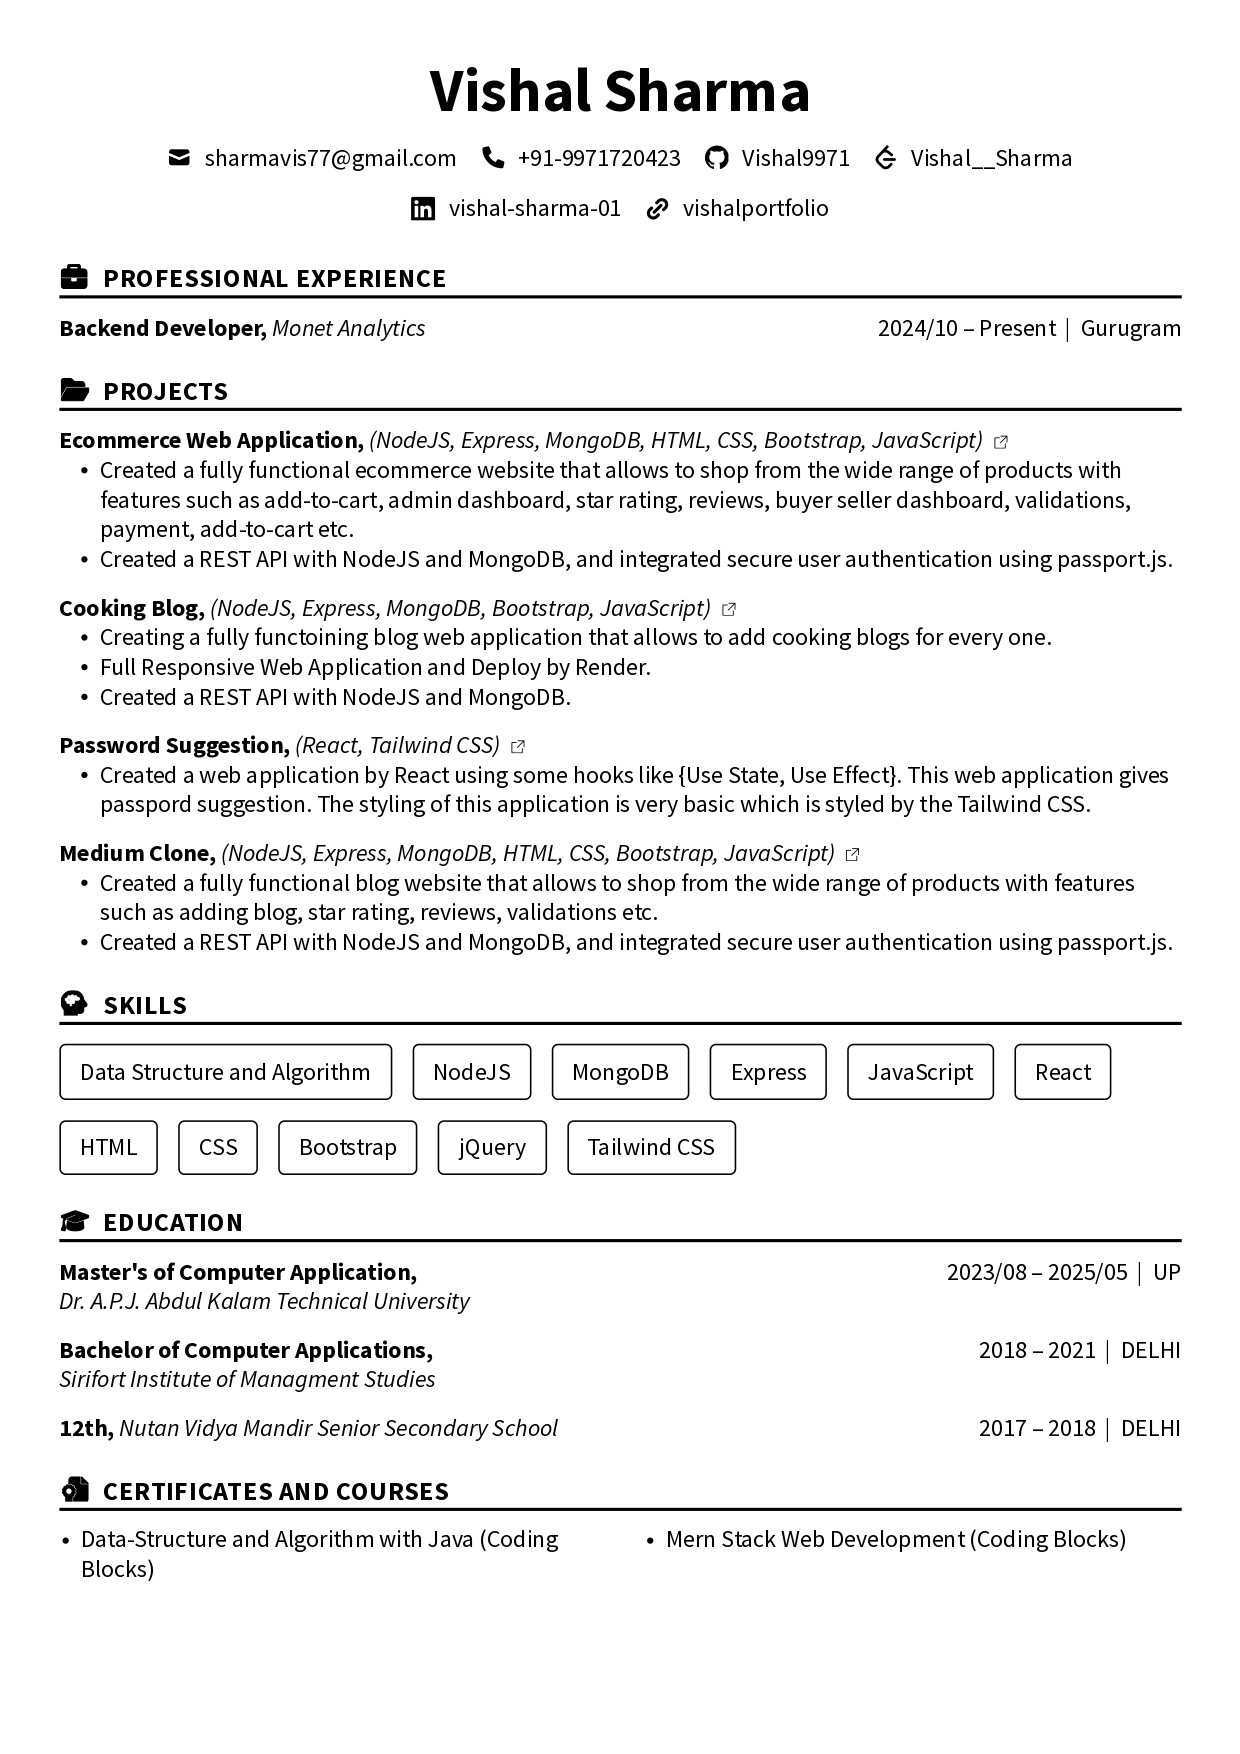 Vishal Sharma
sharmavis77@gmail.com +91-9971720423 Vishal9971 Vishal__Sharma
vishal-sharma-01 vishalportfolio
PROFESSIONAL EXPERIENCE
Backend Developer, Monet Analytics 2024/10 – Present | Gurugram
PROJECTS
Ecommerce Web Application, (NodeJS, Express, MongoDB, HTML, CSS, Bootstrap, JavaScript)
• Created a fully functional ecommerce website that allows to shop from the wide range of products with
features such as add-to-cart, admin dashboard, star rating, reviews, buyer seller dashboard, validations,
payment, add-to-cart etc.
• Created a REST API with NodeJS and MongoDB, and integrated secure user authentication using passport.js.
Cooking Blog, (NodeJS, Express, MongoDB, Bootstrap, JavaScript)
• Creating a fully functoining blog web application that allows to add cooking blogs for every one.
• Full Responsive Web Application and Deploy by Render.
• Created a REST API with NodeJS and MongoDB.
Password Suggestion, (React, Tailwind CSS)
• Created a web application by React using some hooks like {Use State, Use Effect}. This web application gives
passpord suggestion. The styling of this application is very basic which is styled by the Tailwind CSS.
Medium Clone, (NodeJS, Express, MongoDB, HTML, CSS, Bootstrap, JavaScript)
• Created a fully functional blog website that allows to shop from the wide range of products with features
such as adding blog, star rating, reviews, validations etc.
• Created a REST API with NodeJS and MongoDB, and integrated secure user authentication using passport.js.
SKILLS
Data Structure and Algorithm NodeJS MongoDB Express JavaScript React
HTML CSS Bootstrap jQuery Tailwind CSS
EDUCATION
Master's of Computer Application, 2023/08 – 2025/05 | UP
Dr. A.P.J. Abdul Kalam Technical University
Bachelor of Computer Applications, 2018 – 2021 | DELHI
Sirifort Institute of Managment Studies
12th, Nutan Vidya Mandir Senior Secondary School 2017 – 2018 | DELHI
CERTIFICATES AND COURSES
• Data-Structure and Algorithm with Java (Coding
Blocks)
• Mern Stack Web Development (Coding Blocks)